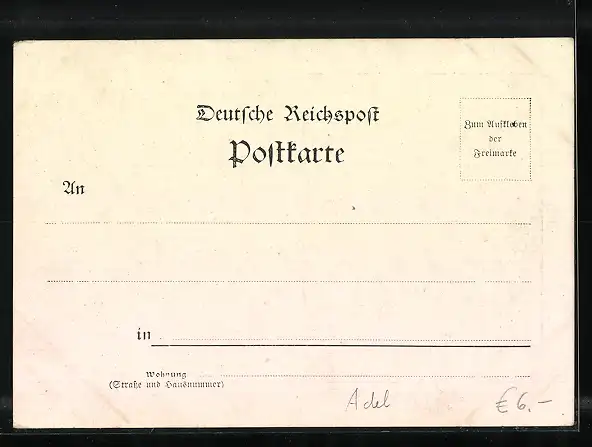 Deutsche Reichspost
Postkarte
Zum Aufkleben
der
Freimarke
An
in
Wohnung
(Straße und Hausnummer)
Adel €6.–